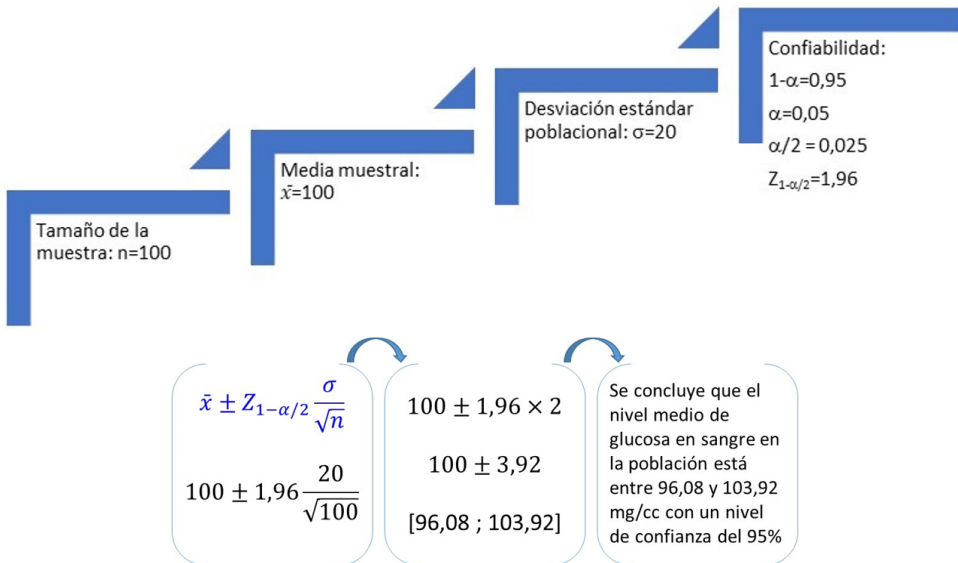 Tamaño de la
muestra: n=100
Media muestral:
x̄=100
Desviación estándar
poblacional: σ=20
Confiabilidad:
1-α=0,95
α=0,05
α/2 = 0,025
Z₁₋α/₂=1,96
x̄ ± Z₁₋α/₂ σ/√n
100 ± 1,96 20/√100
100 ± 1,96 × 2
100 ± 3,92
[96,08 ; 103,92]
Se concluye que el
nivel medio de
glucosa en sangre en
la población está
entre 96,08 y 103,92
mg/cc con un nivel
de confianza del 95%